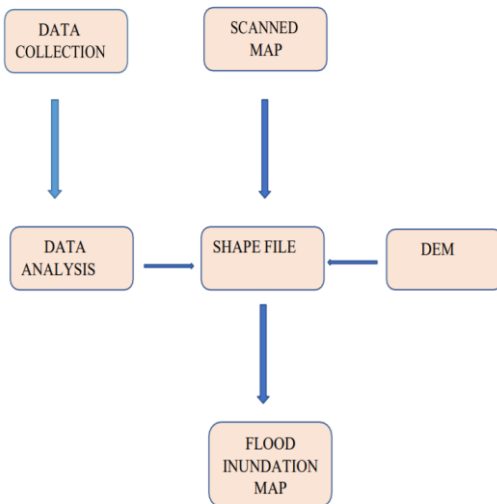 DATA
COLLECTION
SCANNED
MAP
DATA
ANALYSIS
SHAPE FILE
DEM
FLOOD
INUNDATION
MAP